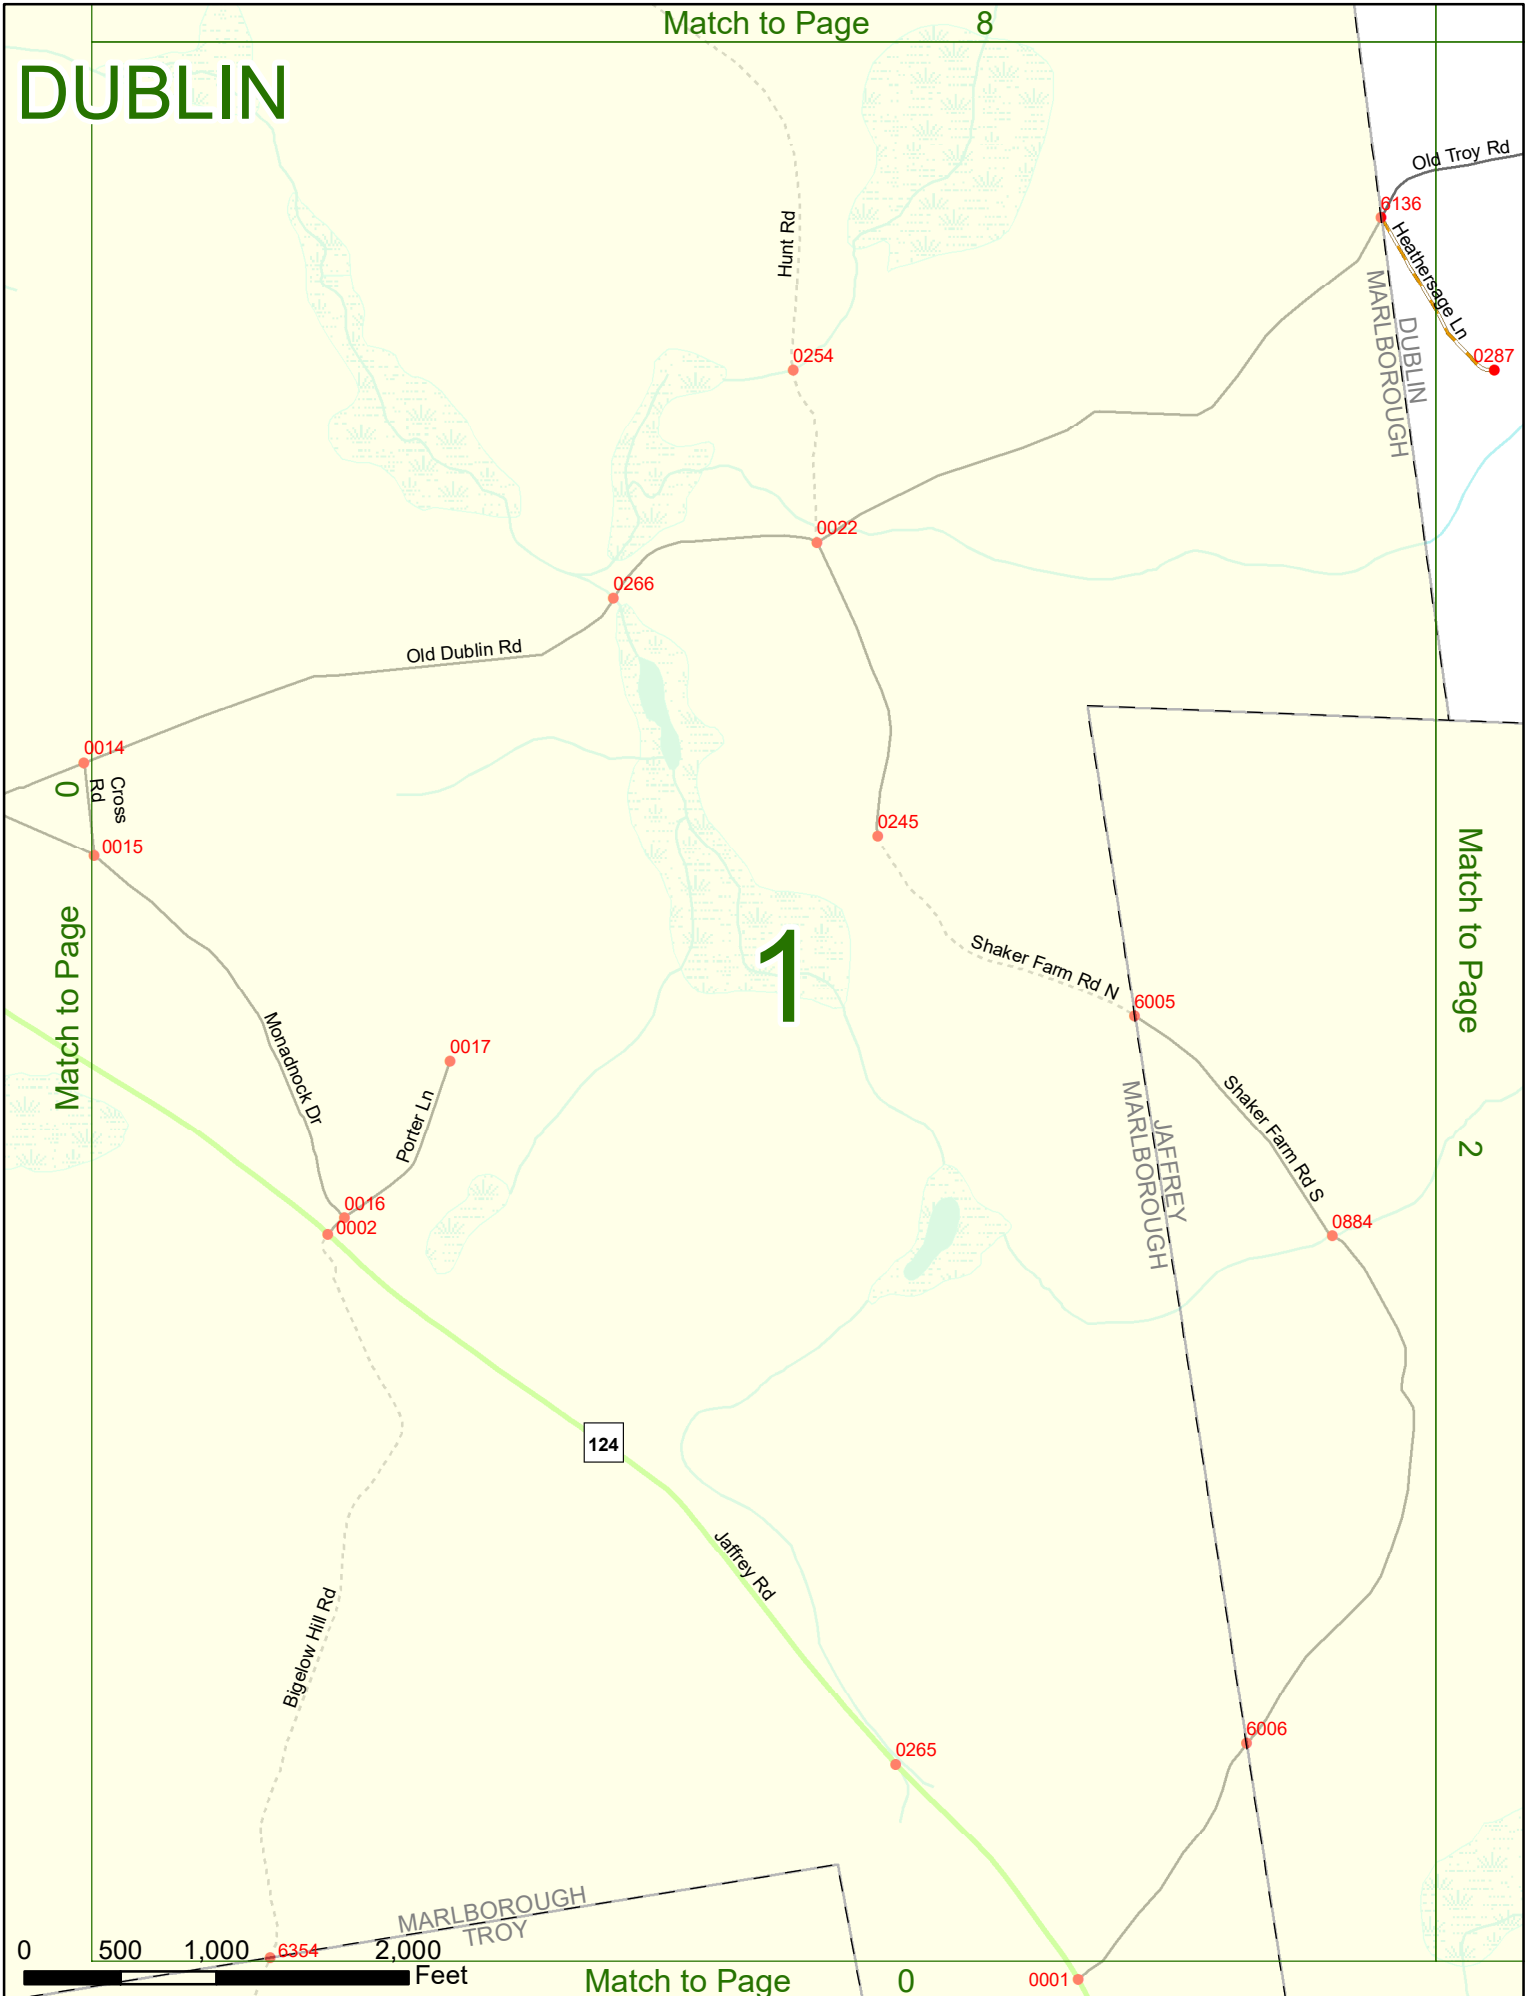 Match to Page 8
DUBLIN
Old Troy Rd
6136
Heathersage Ln
Hunt Rd
DUBLIN
MARLBOROUGH
0254
0287
0022
0266
Old Dublin Rd
0014
Cross
Rd
0
0245
0015
Match to Page
Match to Page
1
Shaker Farm Rd N
6005
Monadnock Dr
0017
Porter Ln
Shaker Farm Rd S
JAFFREY
MARLBOROUGH
2
0016
0002
0884
124
Jaffrey Rd
Bigelow Hill Rd
6006
0265
MARLBOROUGH
TROY
0 500 1,000 2,000
Feet
6354
Match to Page 0
0001